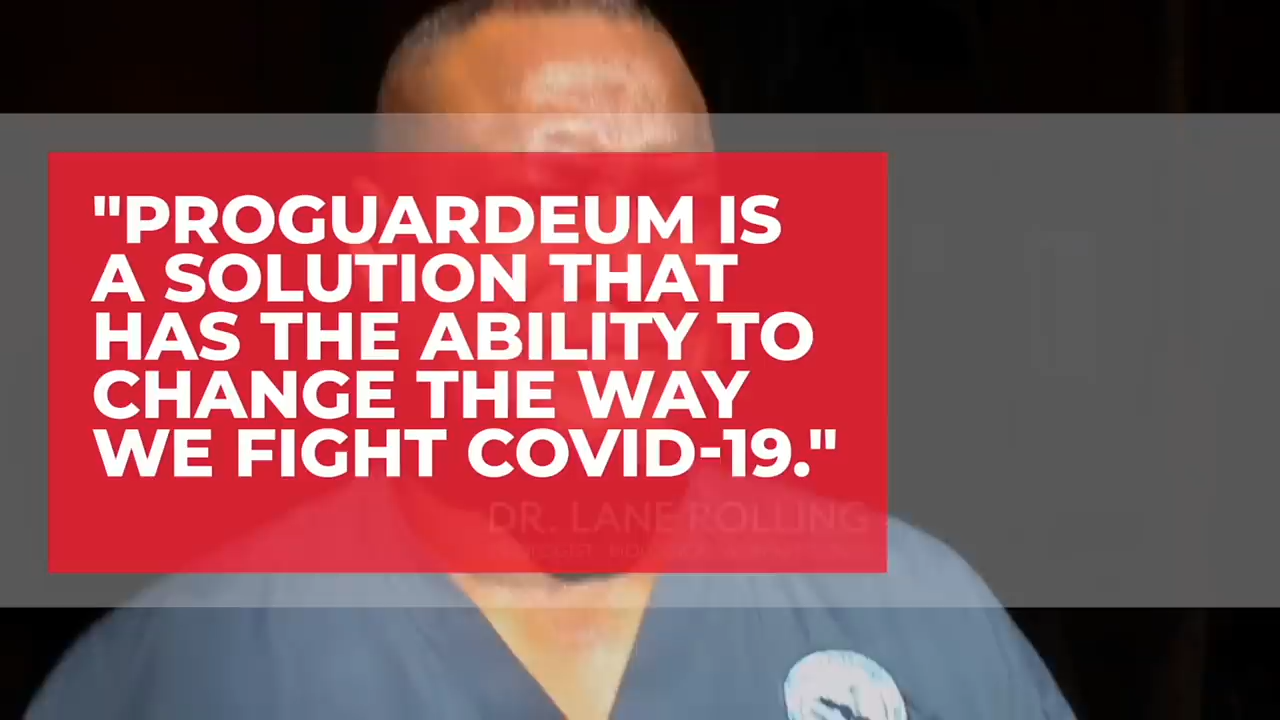 "PROGUARDEUM IS
A SOLUTION THAT
HAS THE ABILITY TO
CHANGE THE WAY
WE FIGHT COVID-19."
DR. LANE ROLLING